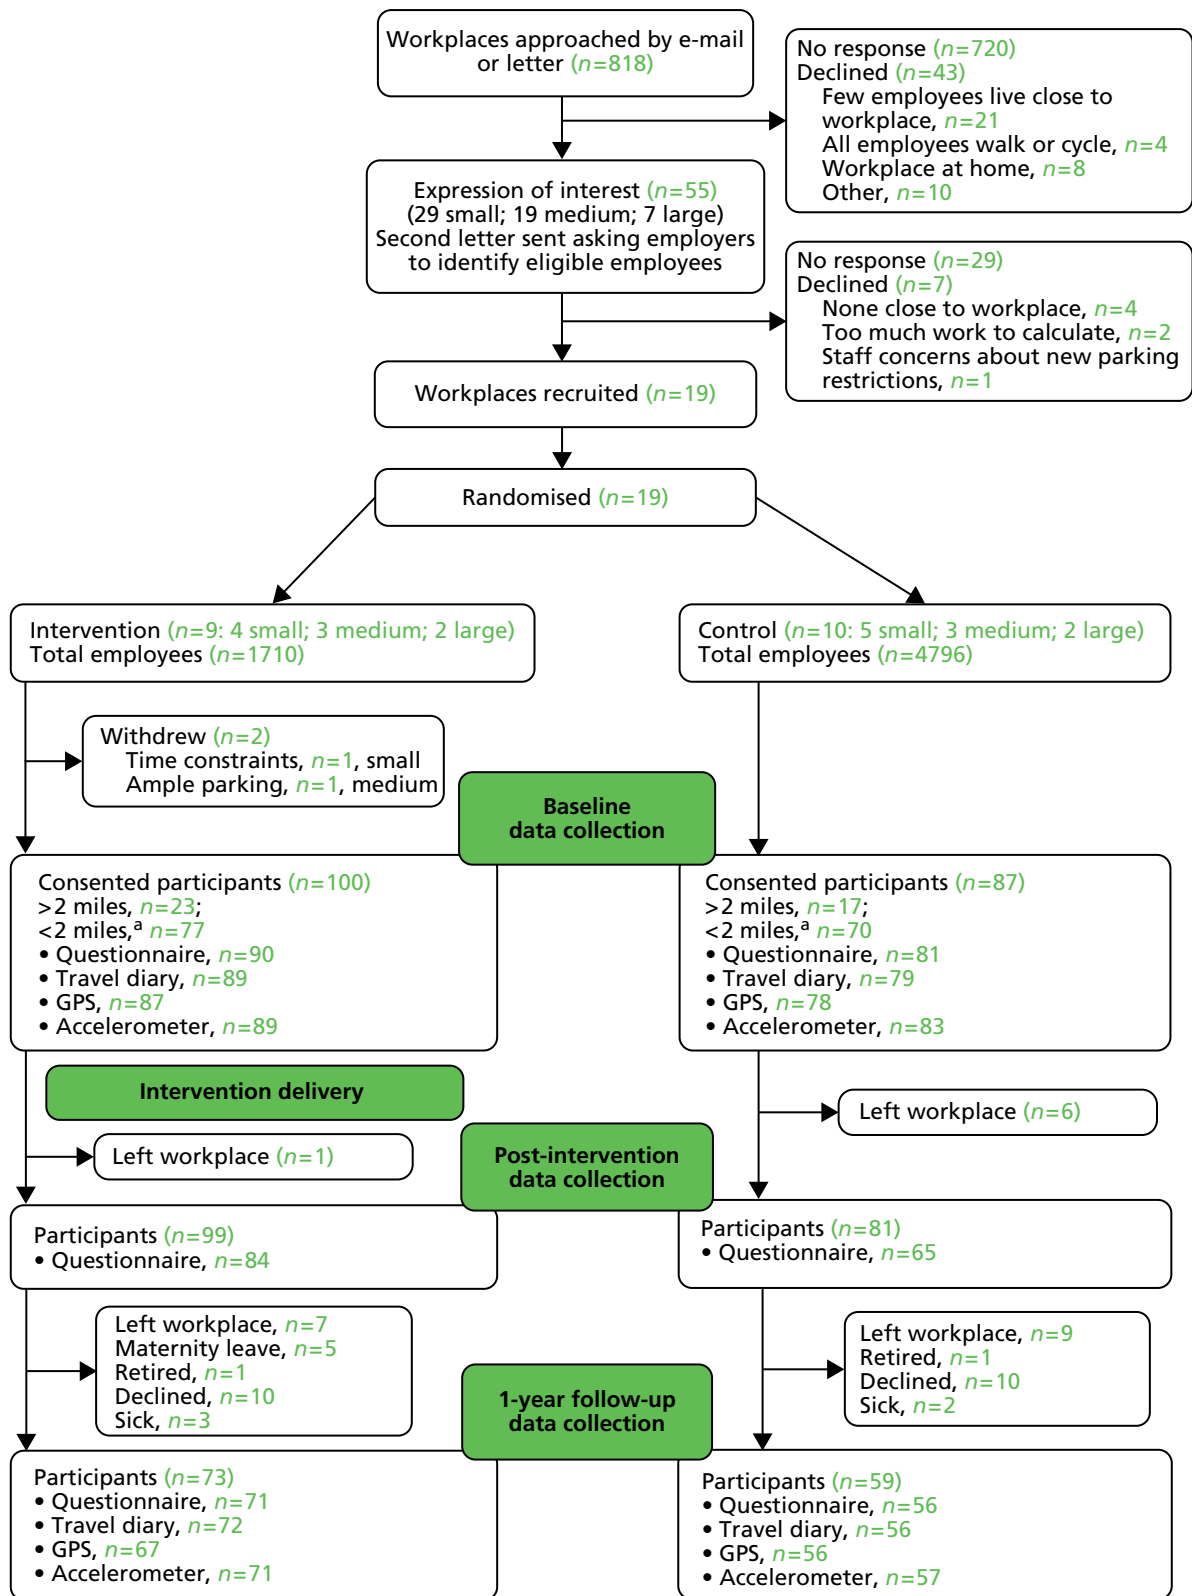 Workplaces approached by e-mail
or letter (n=818)
No response (n=720)
Declined (n=43)
Few employees live close to
workplace, n=21
All employees walk or cycle, n=4
Workplace at home, n=8
Other, n=10
Expression of interest (n=55)
(29 small; 19 medium; 7 large)
Second letter sent asking employers
to identify eligible employees
No response (n=29)
Declined (n=7)
None close to workplace, n=4
Too much work to calculate, n=2
Staff concerns about new parking
restrictions, n=1
Workplaces recruited (n=19)
Randomised (n=19)
Intervention (n=9: 4 small; 3 medium; 2 large)
Total employees (n=1710)
Control (n=10: 5 small; 3 medium; 2 large)
Total employees (n=4796)
Withdrew (n=2)
Time constraints, n=1, small
Ample parking, n=1, medium
Baseline
data collection
Consented participants (n=100)
>2 miles, n=23;
<2 miles,a n=77
• Questionnaire, n=90
• Travel diary, n=89
• GPS, n=87
• Accelerometer, n=89
Consented participants (n=87)
>2 miles, n=17;
<2 miles,a n=70
• Questionnaire, n=81
• Travel diary, n=79
• GPS, n=78
• Accelerometer, n=83
Intervention delivery
Left workplace (n=6)
Left workplace (n=1)
Post-intervention
data collection
Participants (n=99)
• Questionnaire, n=84
Participants (n=81)
• Questionnaire, n=65
Left workplace, n=7
Maternity leave, n=5
Retired, n=1
Declined, n=10
Sick, n=3
Left workplace, n=9
Retired, n=1
Declined, n=10
Sick, n=2
1-year follow-up
data collection
Participants (n=73)
• Questionnaire, n=71
• Travel diary, n=72
• GPS, n=67
• Accelerometer, n=71
Participants (n=59)
• Questionnaire, n=56
• Travel diary, n=56
• GPS, n=56
• Accelerometer, n=57